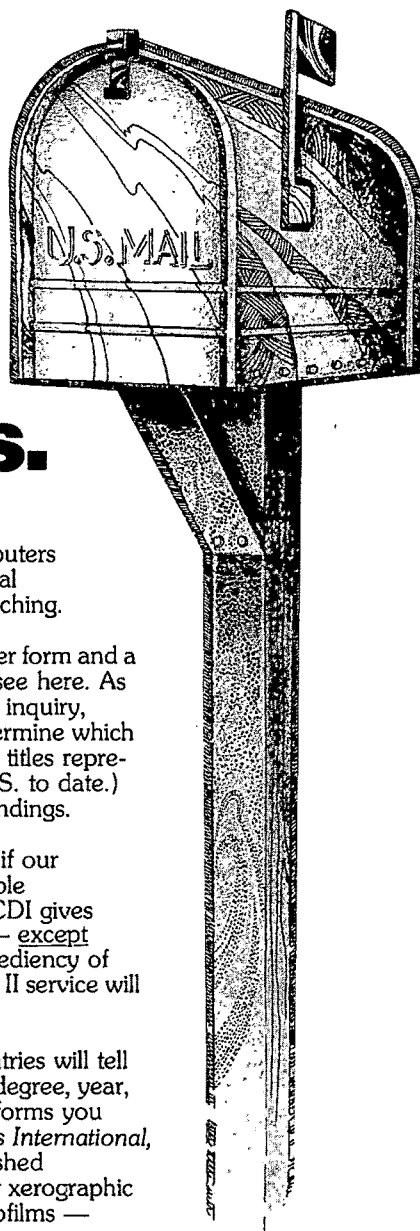 U.S. MAIL
s.
puters
al
ching.
er form and a
see here. As
inquiry,
ermine which
titles repre-
S. to date.)
ndings.
if our
ble
CDI gives
– except
ediency of
II service will
tries will tell
degree, year,
forms you
s International,
shed
r xerographic
ofilms —